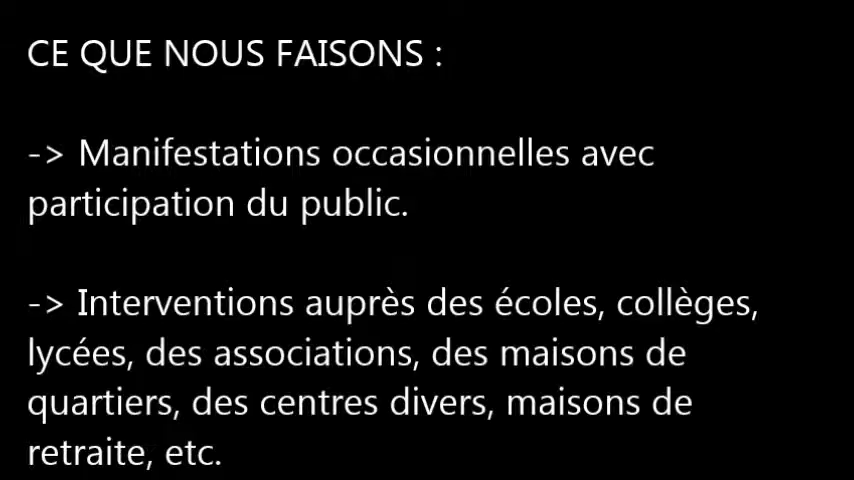 CE QUE NOUS FAISONS :
-> Manifestations occasionnelles avec
participation du public.
-> Interventions auprès des écoles, collèges,
lycées, des associations, des maisons de
quartiers, des centres divers, maisons de
retraite, etc.